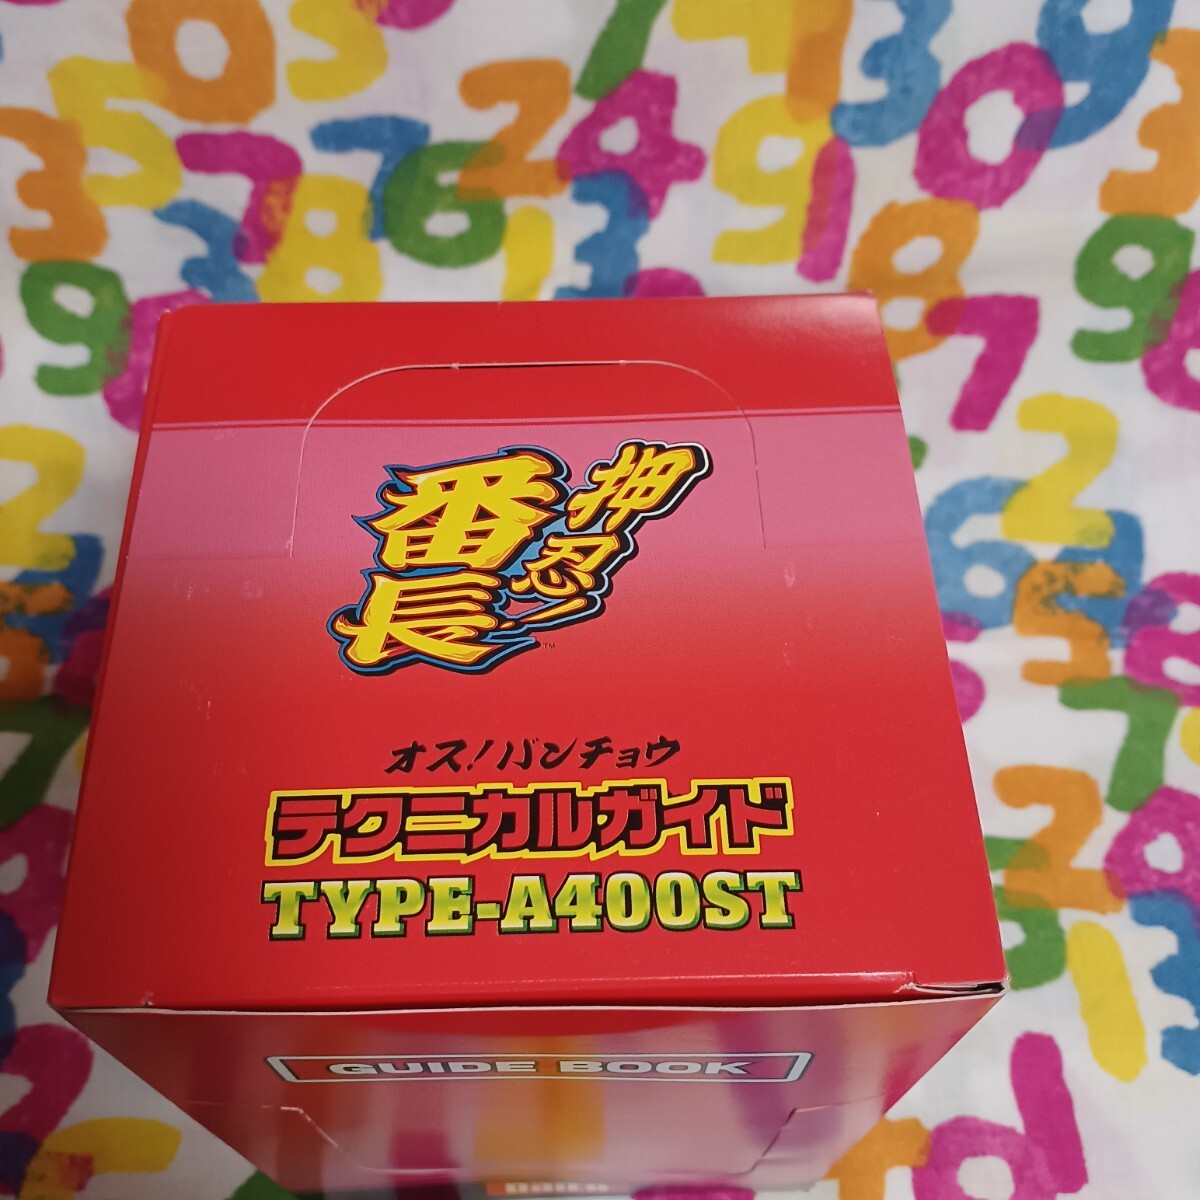 押忍!
番長
™
オス!バンチョウ
テクニカルガイド
TYPE-A400ST
GUIDE BOOK